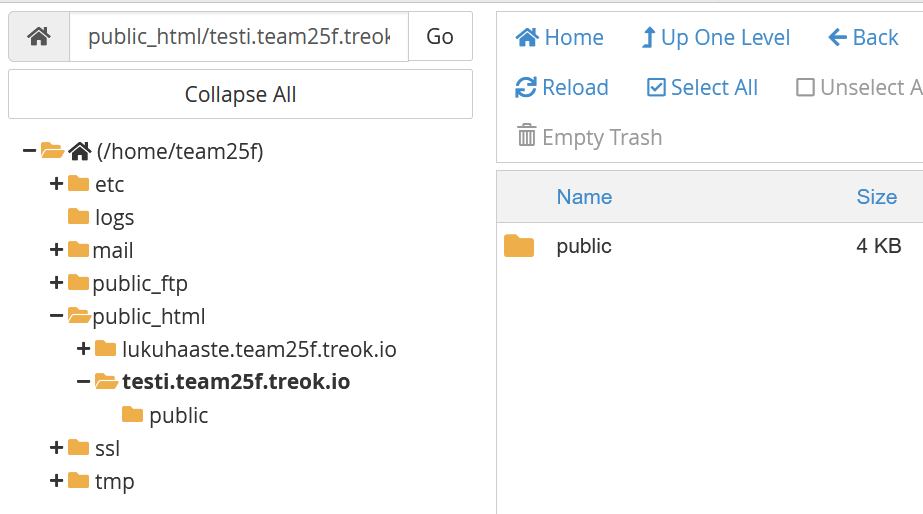 public_html/testi.team25f.treok
Go
Collapse All
(/home/team25f)
etc
logs
mail
public_ftp
public_html
lukuhaaste.team25f.treok.io
testi.team25f.treok.io
public
ssl
tmp
Home Up One Level Back
Reload Select All Unselect A
Empty Trash
Name Size
public 4 KB